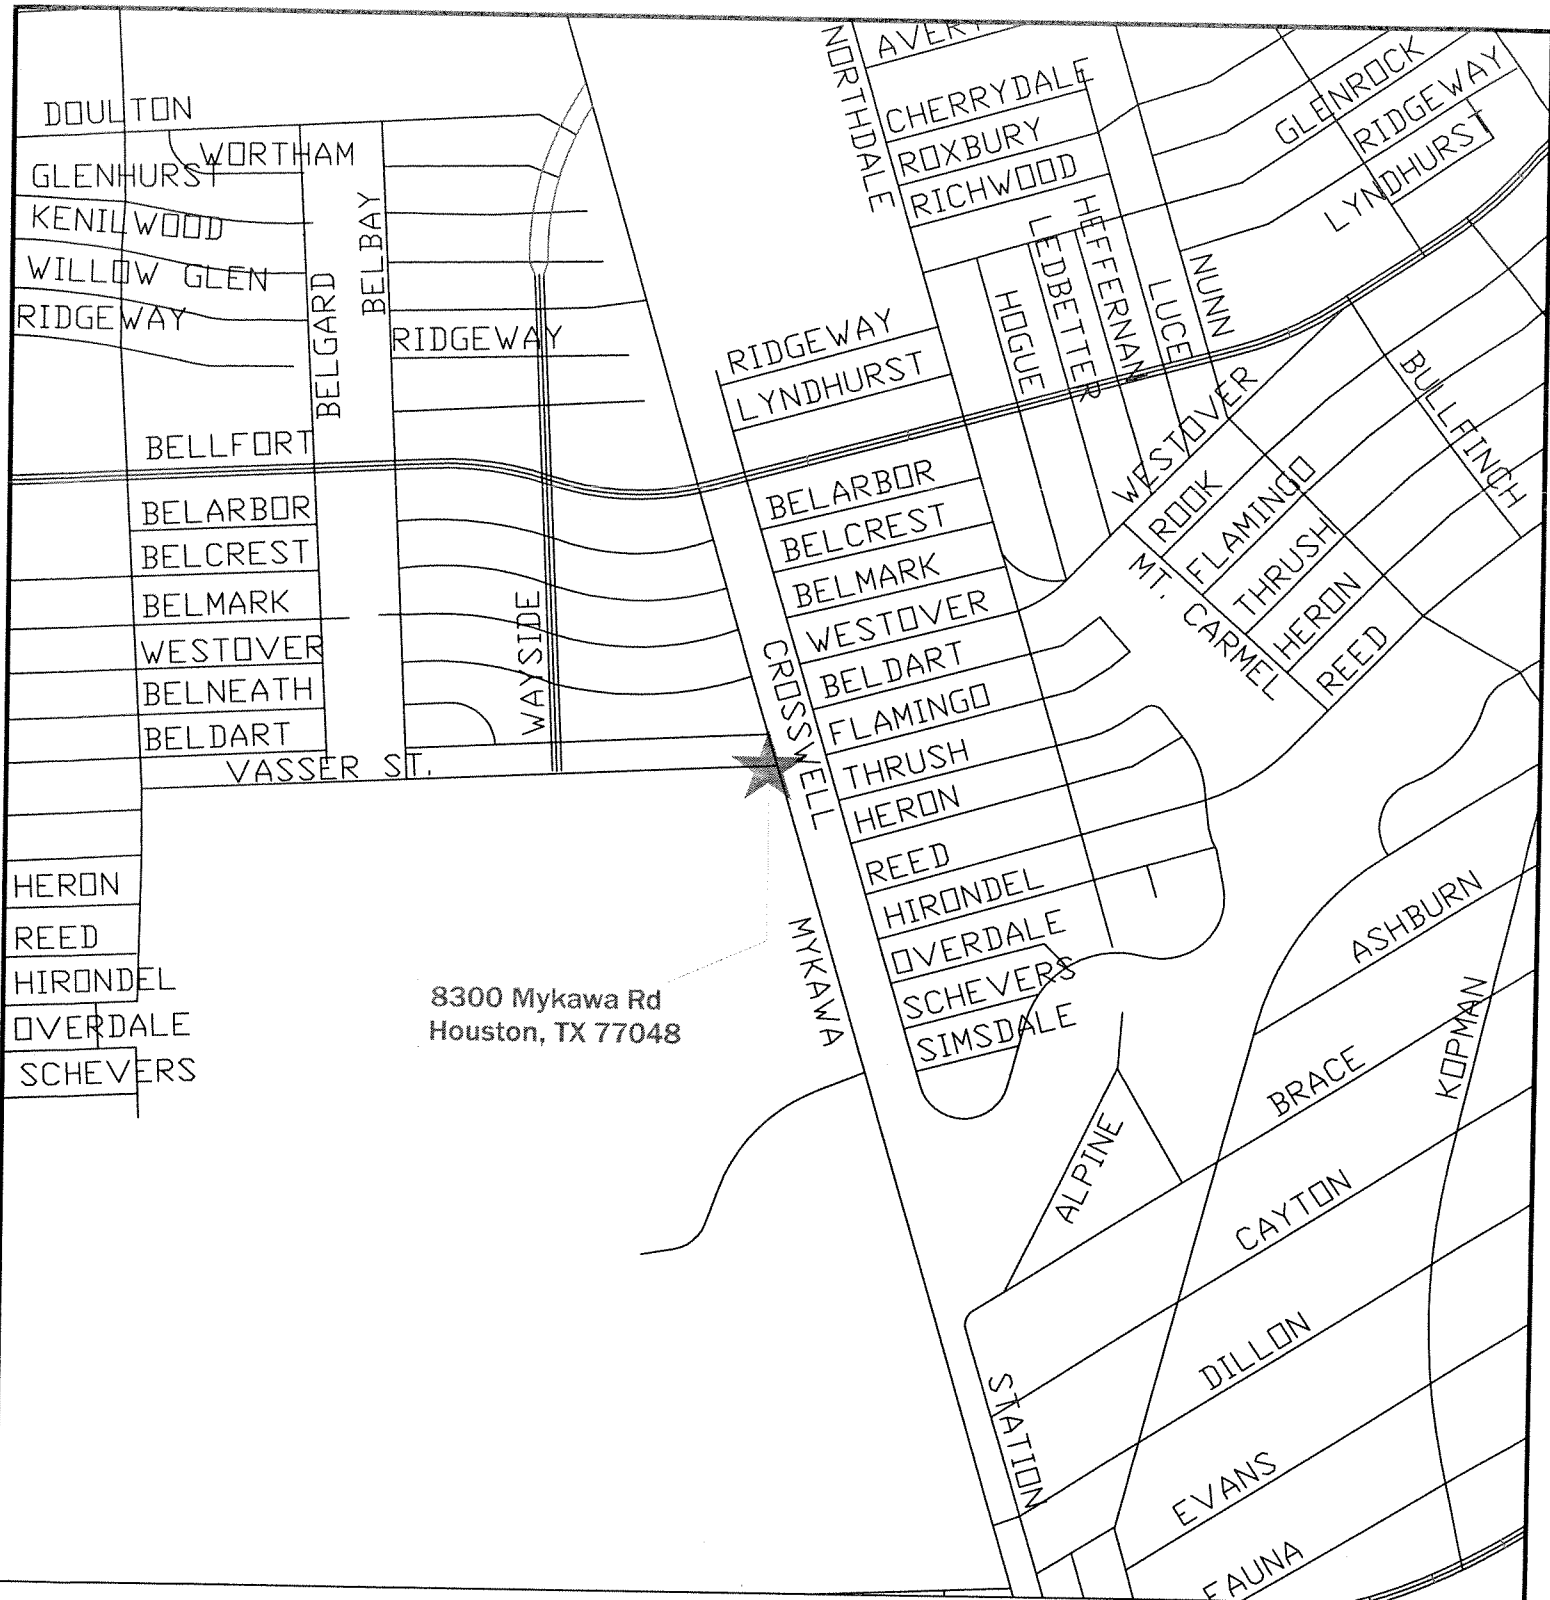 NORTHDALE
CHERRYDALE
ROXBURY
RICHWOOD
GLENROCK
RIDGEWAY
LYNDHURST
DOULTON
WORTHAM
GLENHURST
KENILWOOD
WILLOW GLEN
RIDGEWAY
BELGARD
BELBAY
RIDGEWAY
BELLFORT
HOGUE
LEDBETTER
HEFFERNAN
LUCE
NUNN
RIDGEWAY
LYNDHURST
WESTOVER
BULLFINCH
BELARBOR
BELCREST
BELMARK
WESTOVER
BELNEATH
BELDART
VASSER ST.
WAYSIDE
CROSSWELL
BELARBOR
BELCREST
BELMARK
WESTOVER
BELDART
FLAMINGO
THRUSH
HERON
REED
HIRONDEL
OVERDALE
SCHEVERS
SIMSDALE
ROOK
FLAMINGO
THRUSH
HERON
REED
MT. CARMEL
HERON
REED
HIRONDEL
OVERDALE
SCHEVERS
8300 Mykawa Rd
Houston, TX 77048
MYKAWA
ASHBURN
KOPMAN
BRACE
ALPINE
CAYTON
DILLON
STATION
EVANS
FAUNA